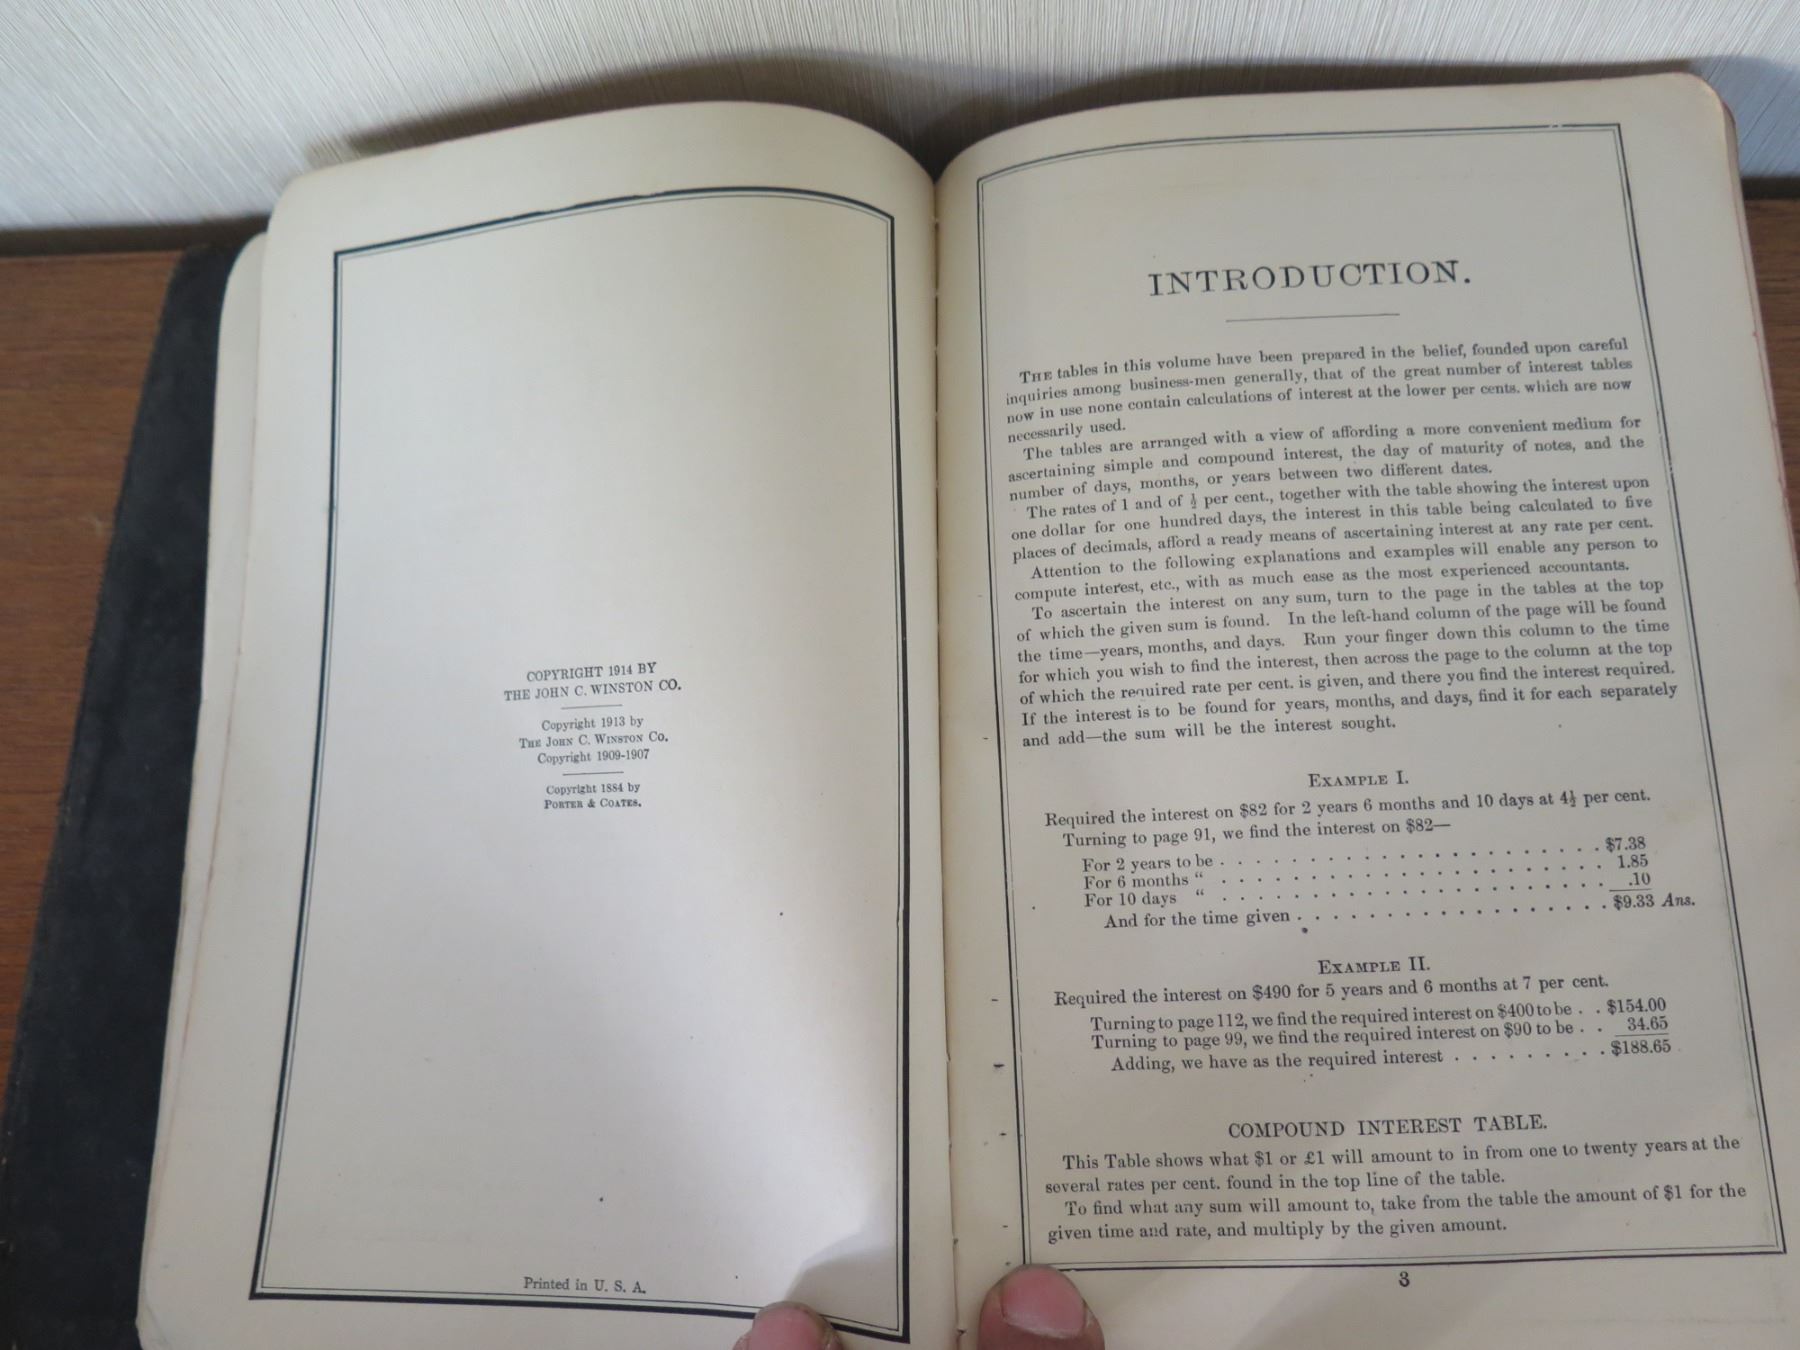 COPYRIGHT 1914 BY
THE JOHN C. WINSTON CO.
Copyright 1913 by
THE JOHN C. WINSTON CO.
Copyright 1909-1907
Copyright 1884 by
PORTER & COATES.
Printed in U. S. A.
INTRODUCTION.
THE tables in this volume have been prepared in the belief, founded upon careful
inquiries among business-men generally, that of the great number of interest tables
now in use none contain calculations of interest at the lower per cents. which are now
necessarily used.
The tables are arranged with a view of affording a more convenient medium for
ascertaining simple and compound interest, the day of maturity of notes, and the
number of days, months, or years between two different dates.
The rates of 1 and of ½ per cent., together with the table showing the interest upon
one dollar for one hundred days, the interest in this table being calculated to five
places of decimals, afford a ready means of ascertaining interest at any rate per cent.
Attention to the following explanations and examples will enable any person to
compute interest, etc., with as much ease as the most experienced accountants.
To ascertain the interest on any sum, turn to the page in the tables at the top
of which the given sum is found. In the left-hand column of the page will be found
the time—years, months, and days. Run your finger down this column to the time
for which you wish to find the interest, then across the page to the column at the top
of which the required rate per cent. is given, and there you find the interest required.
If the interest is to be found for years, months, and days, find it for each separately
and add—the sum will be the interest sought.
EXAMPLE I.
Required the interest on $82 for 2 years 6 months and 10 days at 4½ per cent.
Turning to page 91, we find the interest on $82—
For 2 years to be . . . . . . . . . . . . . . . . . . . . . . $7.38
For 6 months “ . . . . . . . . . . . . . . . . . . . . . . 1.85
For 10 days “ . . . . . . . . . . . . . . . . . . . . . . .10
And for the time given . . . . . . . . . . . . . . . . . . $9.33 Ans.
EXAMPLE II.
Required the interest on $490 for 5 years and 6 months at 7 per cent.
Turning to page 112, we find the required interest on $400 to be . . $154.00
Turning to page 99, we find the required interest on $90 to be . . 34.65
Adding, we have as the required interest . . . . . . . . . $188.65
COMPOUND INTEREST TABLE.
This Table shows what $1 or £1 will amount to in from one to twenty years at the
several rates per cent. found in the top line of the table.
To find what any sum will amount to, take from the table the amount of $1 for the
given time and rate, and multiply by the given amount.
3